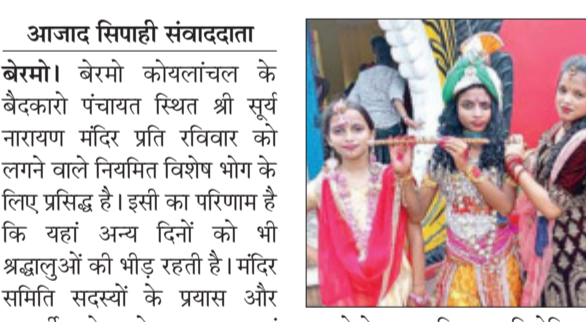 आजाद सिपाही संवाददाता
बेरमो। बेरमो कोयलांचल के
बैदकारो पंचायत स्थित श्री सूर्य
नारायण मंदिर प्रति रविवार को
लगने वाले नियमित विशेष भोग के
लिए प्रसिद्ध है। इसी का परिणाम है
कि यहां अन्य दिनों को भी
श्रद्धालुओं की भीड़ रहती है। मंदिर
समिति सदस्यों के प्रयास और